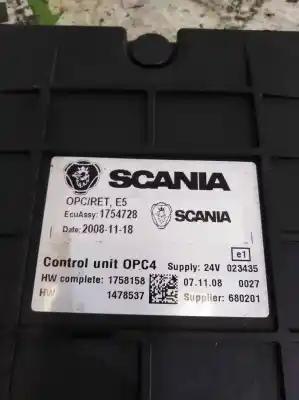 SCANIA
OPC/RET, E5
EcuAssy: 1754728
SCANIA
Date: 2008-11-18
e1
Control unit OPC4 Supply: 24V 023435
HW complete: 1758158 07.11.08 0027
HW 1478537 Supplier: 680201